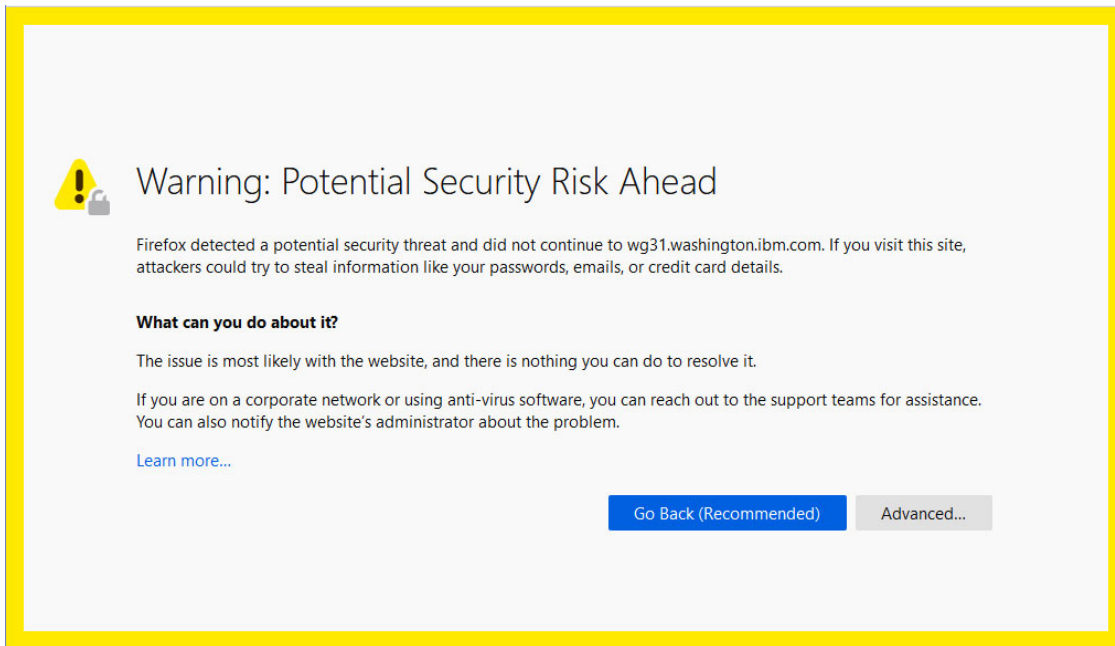 Warning: Potential Security Risk Ahead
Firefox detected a potential security threat and did not continue to wg31.washington.ibm.com. If you visit this site,
attackers could try to steal information like your passwords, emails, or credit card details.
What can you do about it?
The issue is most likely with the website, and there is nothing you can do to resolve it.
If you are on a corporate network or using anti-virus software, you can reach out to the support teams for assistance.
You can also notify the website’s administrator about the problem.
Learn more...
Go Back (Recommended) Advanced...